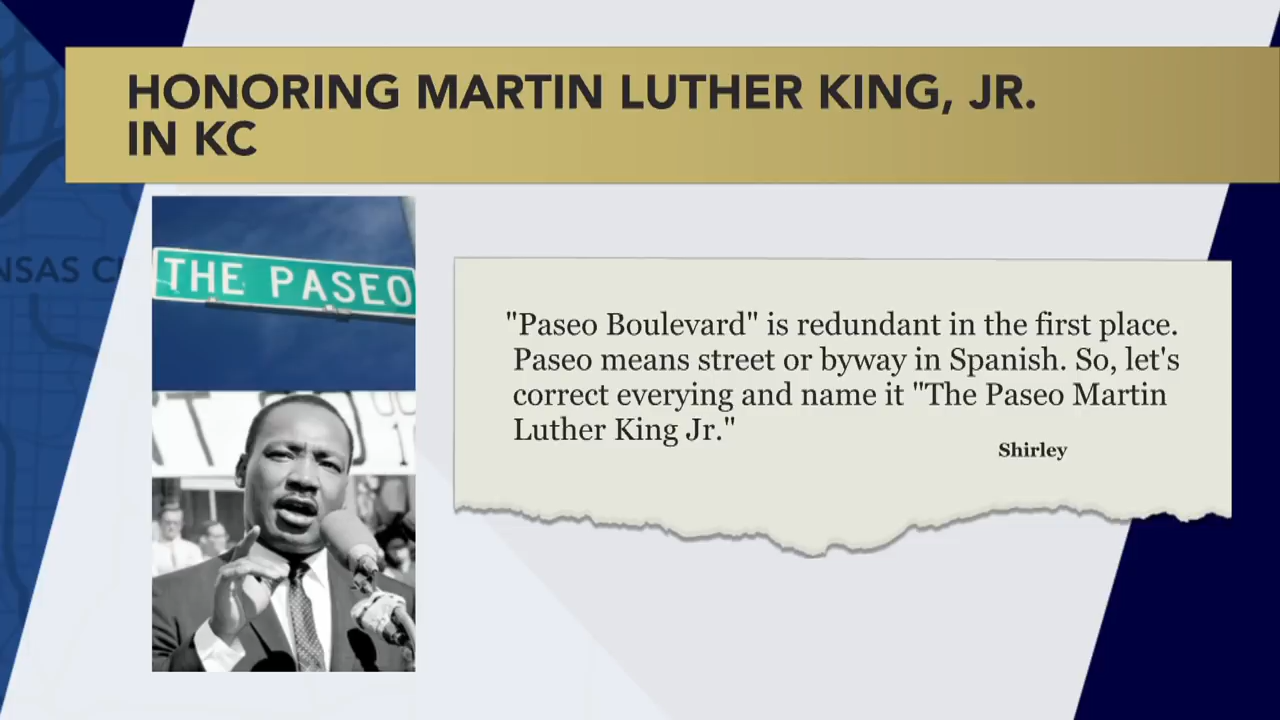 HONORING MARTIN LUTHER KING, JR.
IN KC
NSAS C
THE PASEO
"Paseo Boulevard" is redundant in the first place.
Paseo means street or byway in Spanish. So, let's
correct everying and name it "The Paseo Martin
Luther King Jr."
Shirley